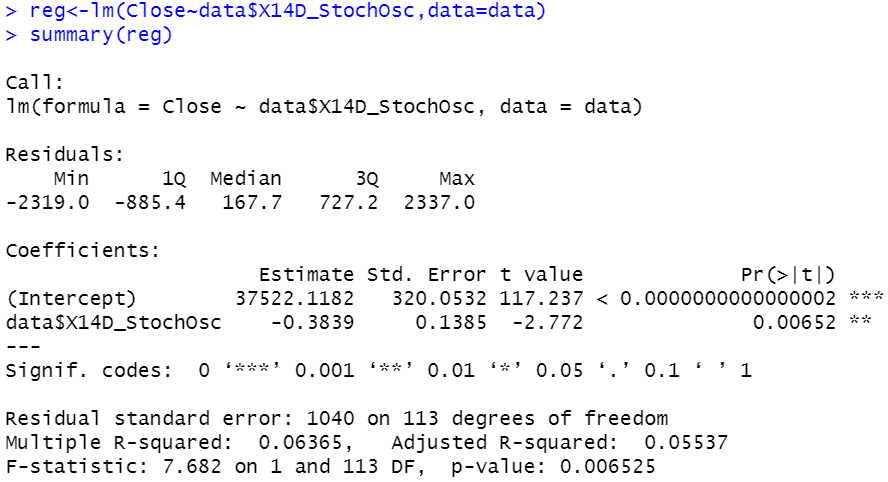 > reg<-lm(Close~data$X14D_StochOsc,data=data)
> summary(reg)
Call:
lm(formula = Close ~ data$X14D_StochOsc, data = data)
Residuals:
    Min      1Q  Median      3Q     Max
-2319.0  -885.4   167.7   727.2  2337.0
Coefficients:
                     Estimate Std. Error t value             Pr(>|t|)
(Intercept)        37522.1182   320.0532 117.237 < 0.0000000000000002 ***
data$X14D_StochOsc    -0.3839     0.1385  -2.772              0.00652 **
---
Signif. codes:  0 ‘***’ 0.001 ‘**’ 0.01 ‘*’ 0.05 ‘.’ 0.1 ‘ ’ 1
Residual standard error: 1040 on 113 degrees of freedom
Multiple R-squared:  0.06365,   Adjusted R-squared:  0.05537
F-statistic: 7.682 on 1 and 113 DF,  p-value: 0.006525